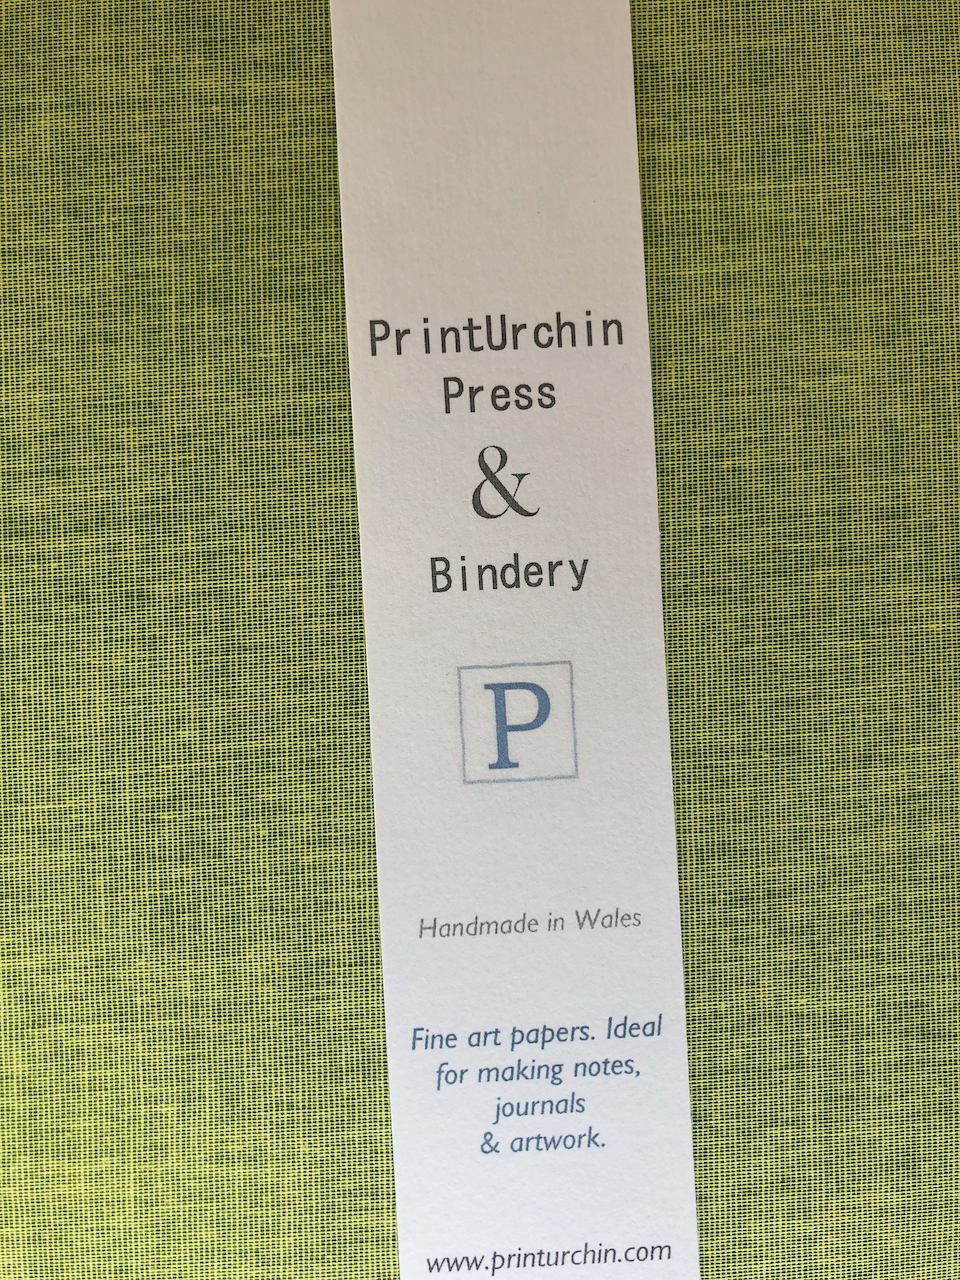 PrintUrchin
Press
&
Bindery
P
Handmade in Wales
Fine art papers. Ideal
for making notes,
journals
& artwork.
www.printurchin.com